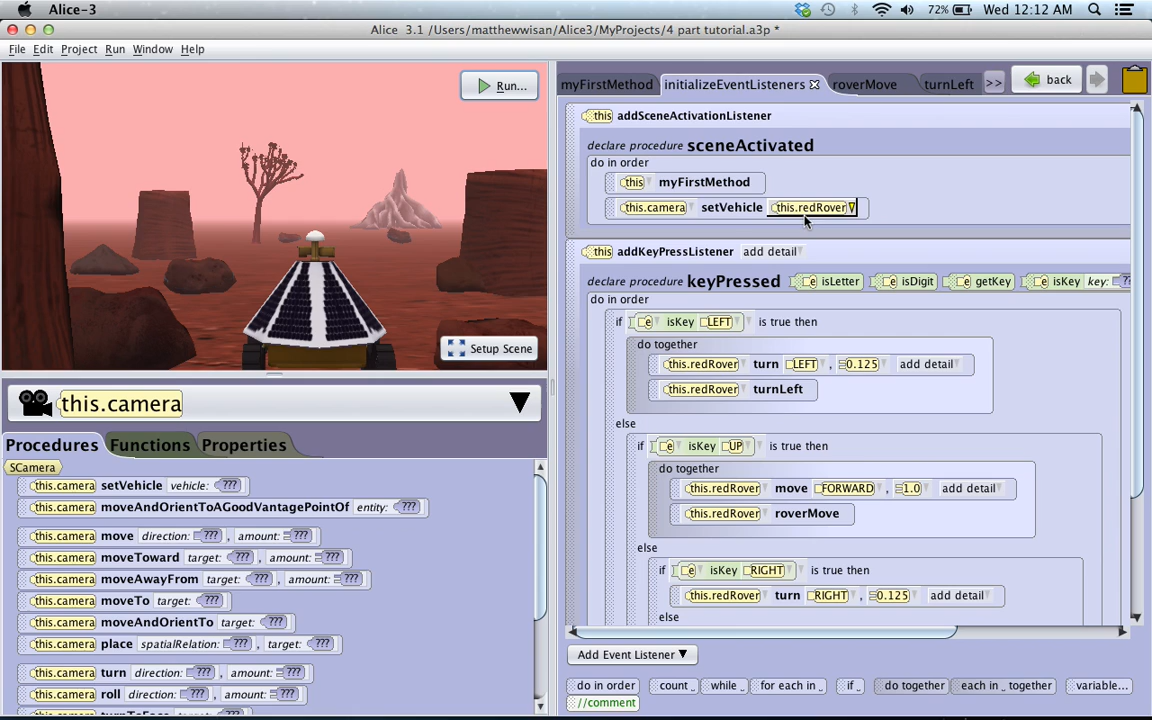 Alice-3 72% Wed 12:12 AM
Alice 3.1 /Users/matthewwisan/Alice3/MyProjects/4 part tutorial.a3p *
File Edit Project Run Window Help
Run...
Setup Scene
this.camera
Procedures Functions Properties
SCamera
this.camera setVehicle vehicle: ???
this.camera moveAndOrientToAGoodVantagePointOf entity: ???
this.camera move direction: ??? , amount: ???
this.camera moveToward target: ??? , amount: ???
this.camera moveAwayFrom target: ??? , amount: ???
this.camera moveTo target: ???
this.camera moveAndOrientTo target: ???
this.camera place spatialRelation: ??? , target: ???
this.camera turn direction: ??? , amount: ???
this.camera roll direction: ??? , amount: ???
myFirstMethod initializeEventListeners roverMove turnLeft >> back
this addSceneActivationListener
declare procedure sceneActivated
do in order
this myFirstMethod
this.camera setVehicle this.redRover
this addKeyPressListener add detail
declare procedure keyPressed e isLetter e isDigit e getKey e isKey key: ??
do in order
if e isKey LEFT is true then
do together
this.redRover turn LEFT , 0.125 add detail
this.redRover turnLeft
else
if e isKey UP is true then
do together
this.redRover move FORWARD , 1.0 add detail
this.redRover roverMove
else
if e isKey RIGHT is true then
this.redRover turn RIGHT , 0.125 add detail
else
Add Event Listener
do in order count_ while_ for each in_ if_ do together each in_together variable...
//comment